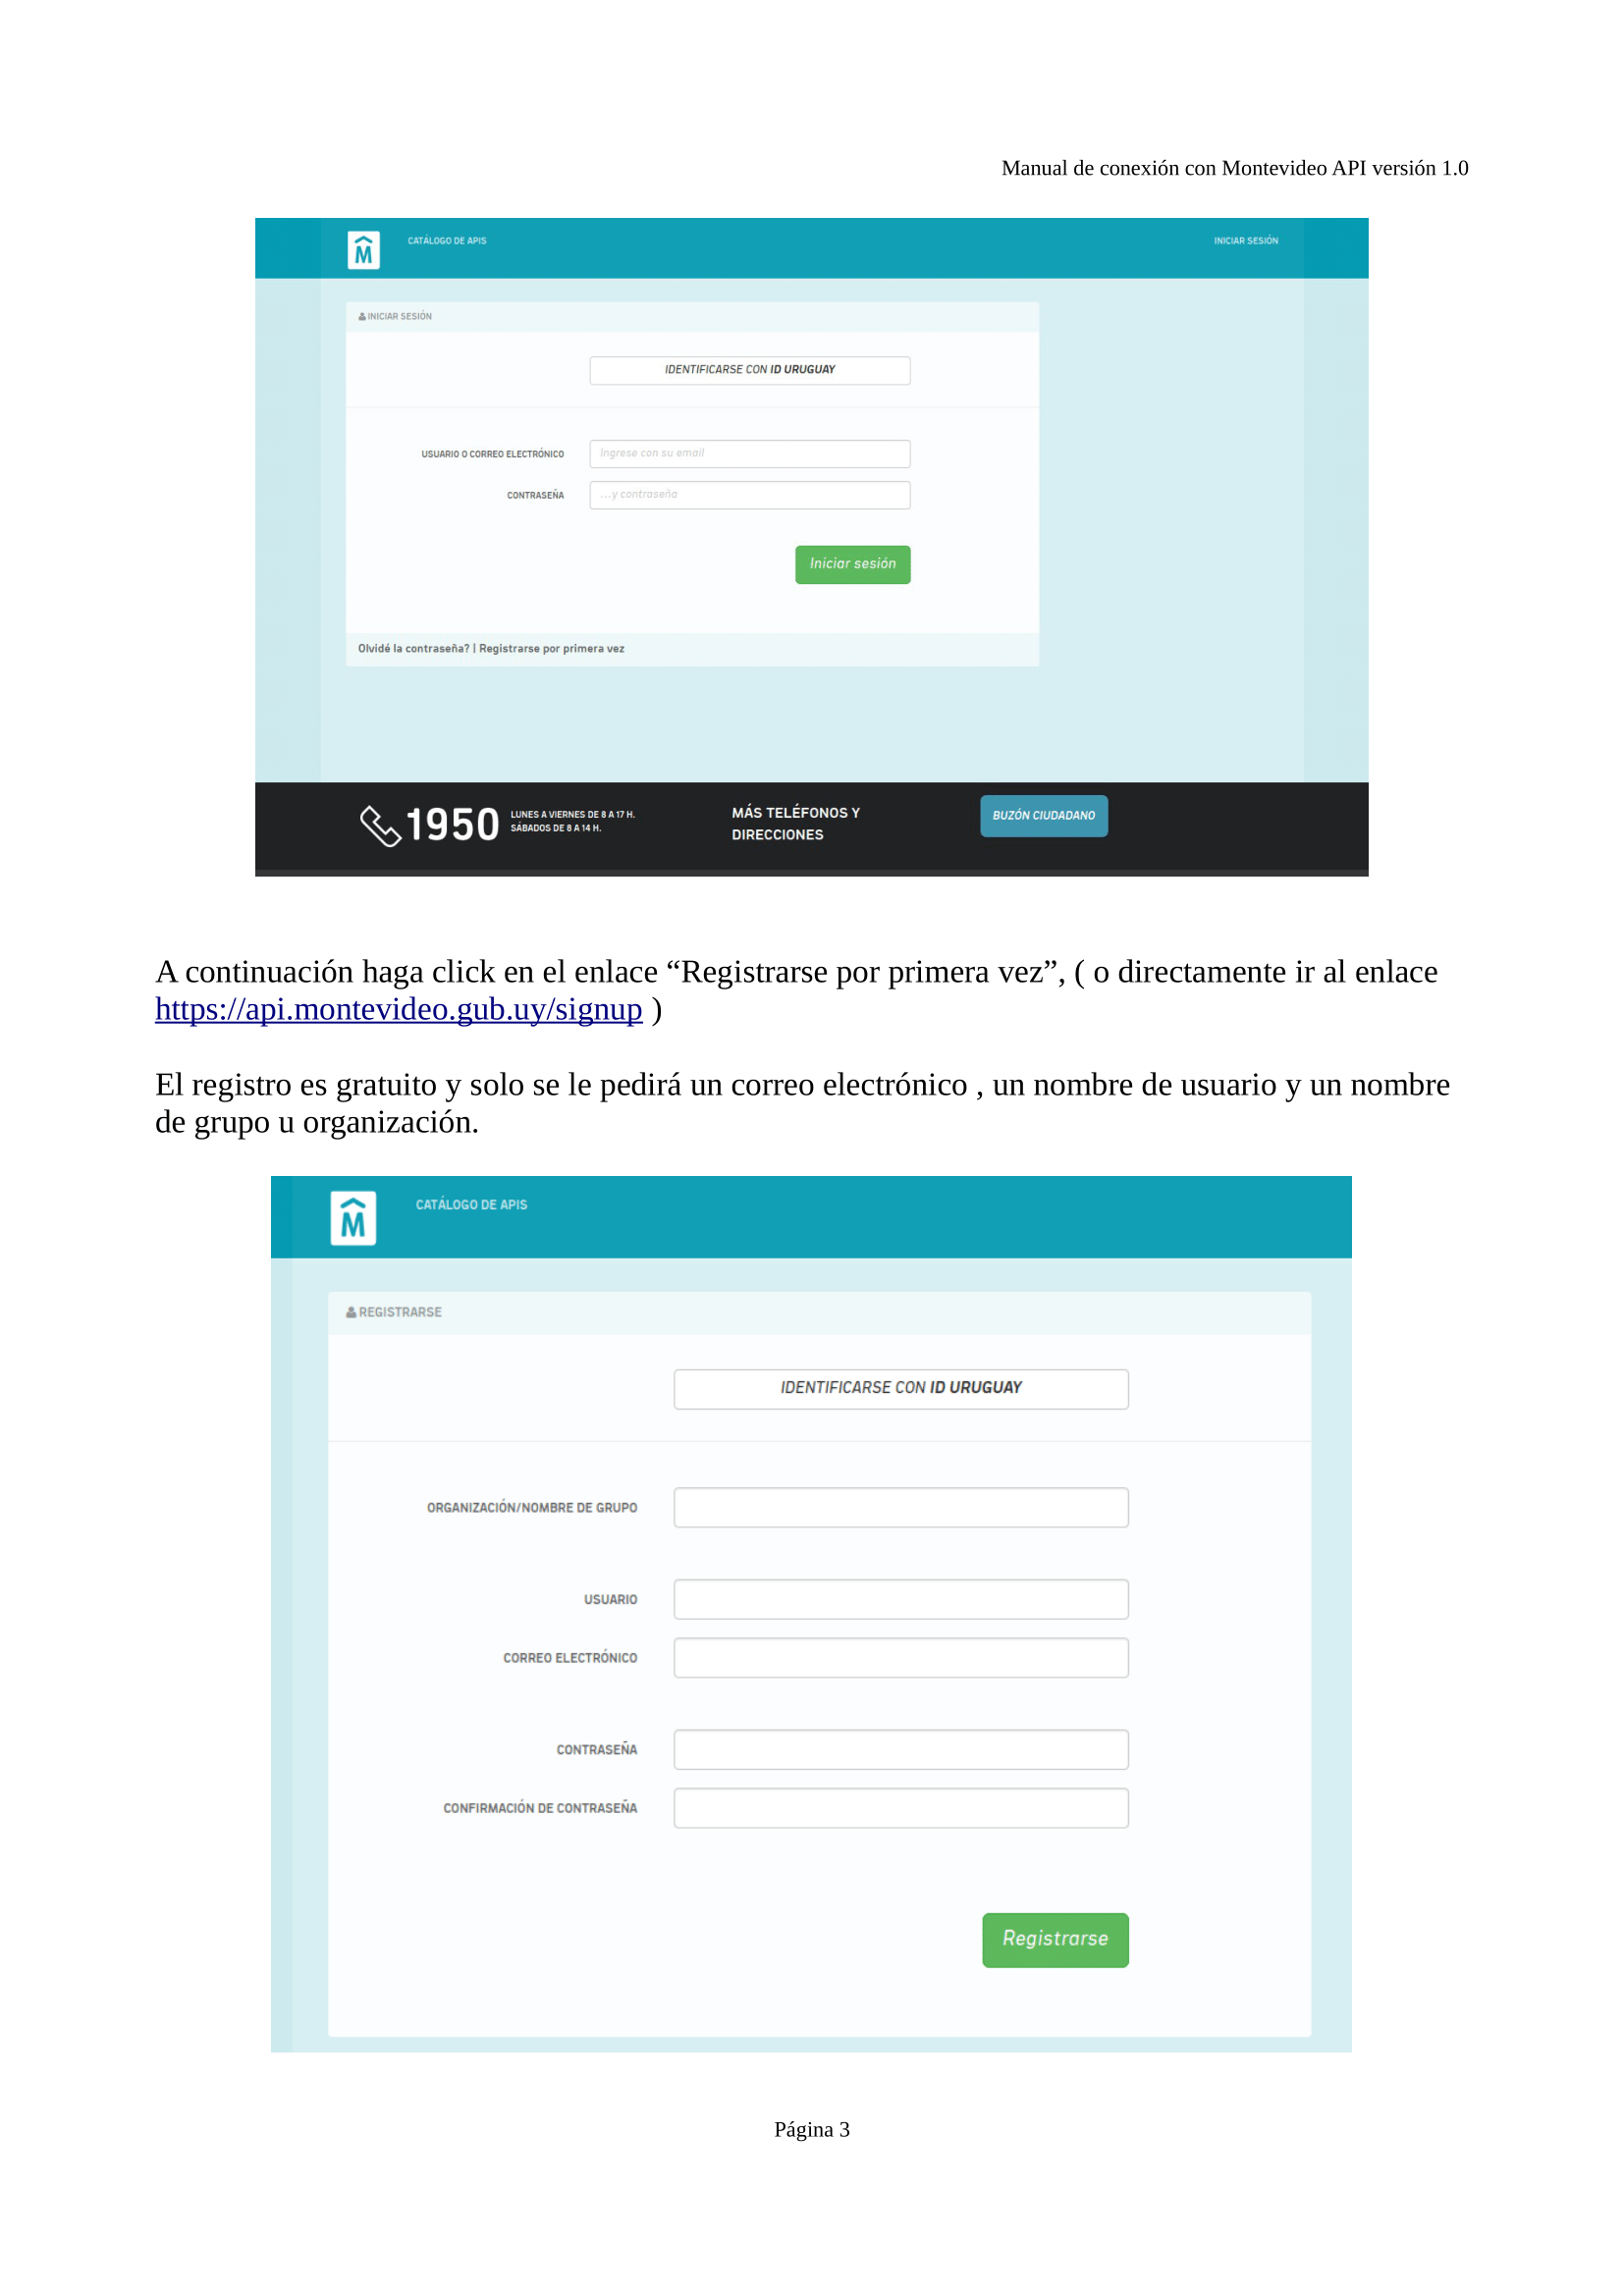 Manual de conexión con Montevideo API versión 1.0
M
CATÁLOGO DE APIS
INICIAR SESIÓN
INICIAR SESIÓN
IDENTIFICARSE CON ID URUGUAY
USUARIO O CORREO ELECTRÓNICO
Ingrese con su email
CONTRASEÑA
...y contraseña
Iniciar sesión
Olvidé la contraseña? | Registrarse por primera vez
1950
LUNES A VIERNES DE 8 A 17 H.
SÁBADOS DE 8 A 14 H.
MÁS TELÉFONOS Y
DIRECCIONES
BUZÓN CIUDADANO
A continuación haga click en el enlace “Registrarse por primera vez”, ( o directamente ir al enlace
https://api.montevideo.gub.uy/signup )
El registro es gratuito y solo se le pedirá un correo electrónico , un nombre de usuario y un nombre
de grupo u organización.
M
CATÁLOGO DE APIS
REGISTRARSE
IDENTIFICARSE CON ID URUGUAY
ORGANIZACIÓN/NOMBRE DE GRUPO
USUARIO
CORREO ELECTRÓNICO
CONTRASEÑA
CONFIRMACIÓN DE CONTRASEÑA
Registrarse
Página 3